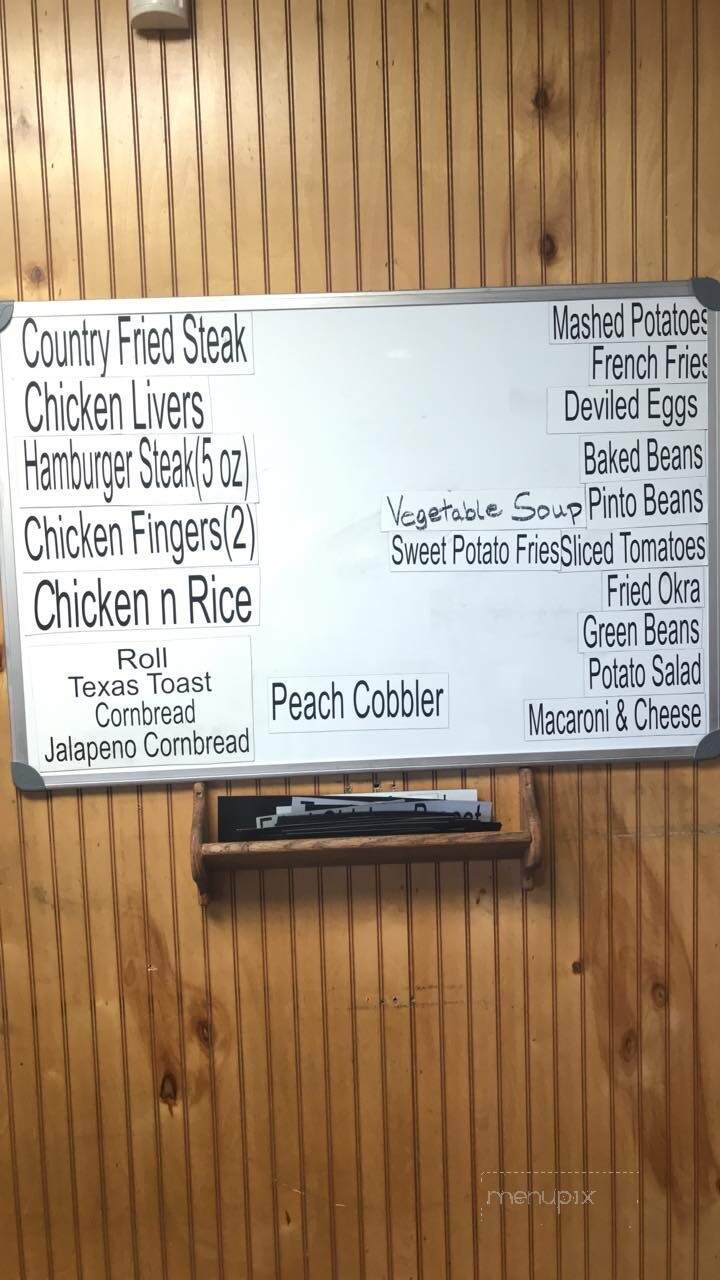 Country Fried Steak
Chicken Livers
Hamburger Steak(5 oz)
Chicken Fingers(2)
Chicken n Rice
Roll
Texas Toast
Cornbread
Jalapeno Cornbread
Peach Cobbler
Vegetable Soup
Sweet Potato Fries
Mashed Potatoes
French Fries
Deviled Eggs
Baked Beans
Pinto Beans
Sliced Tomatoes
Fried Okra
Green Beans
Potato Salad
Macaroni & Cheese
menupix